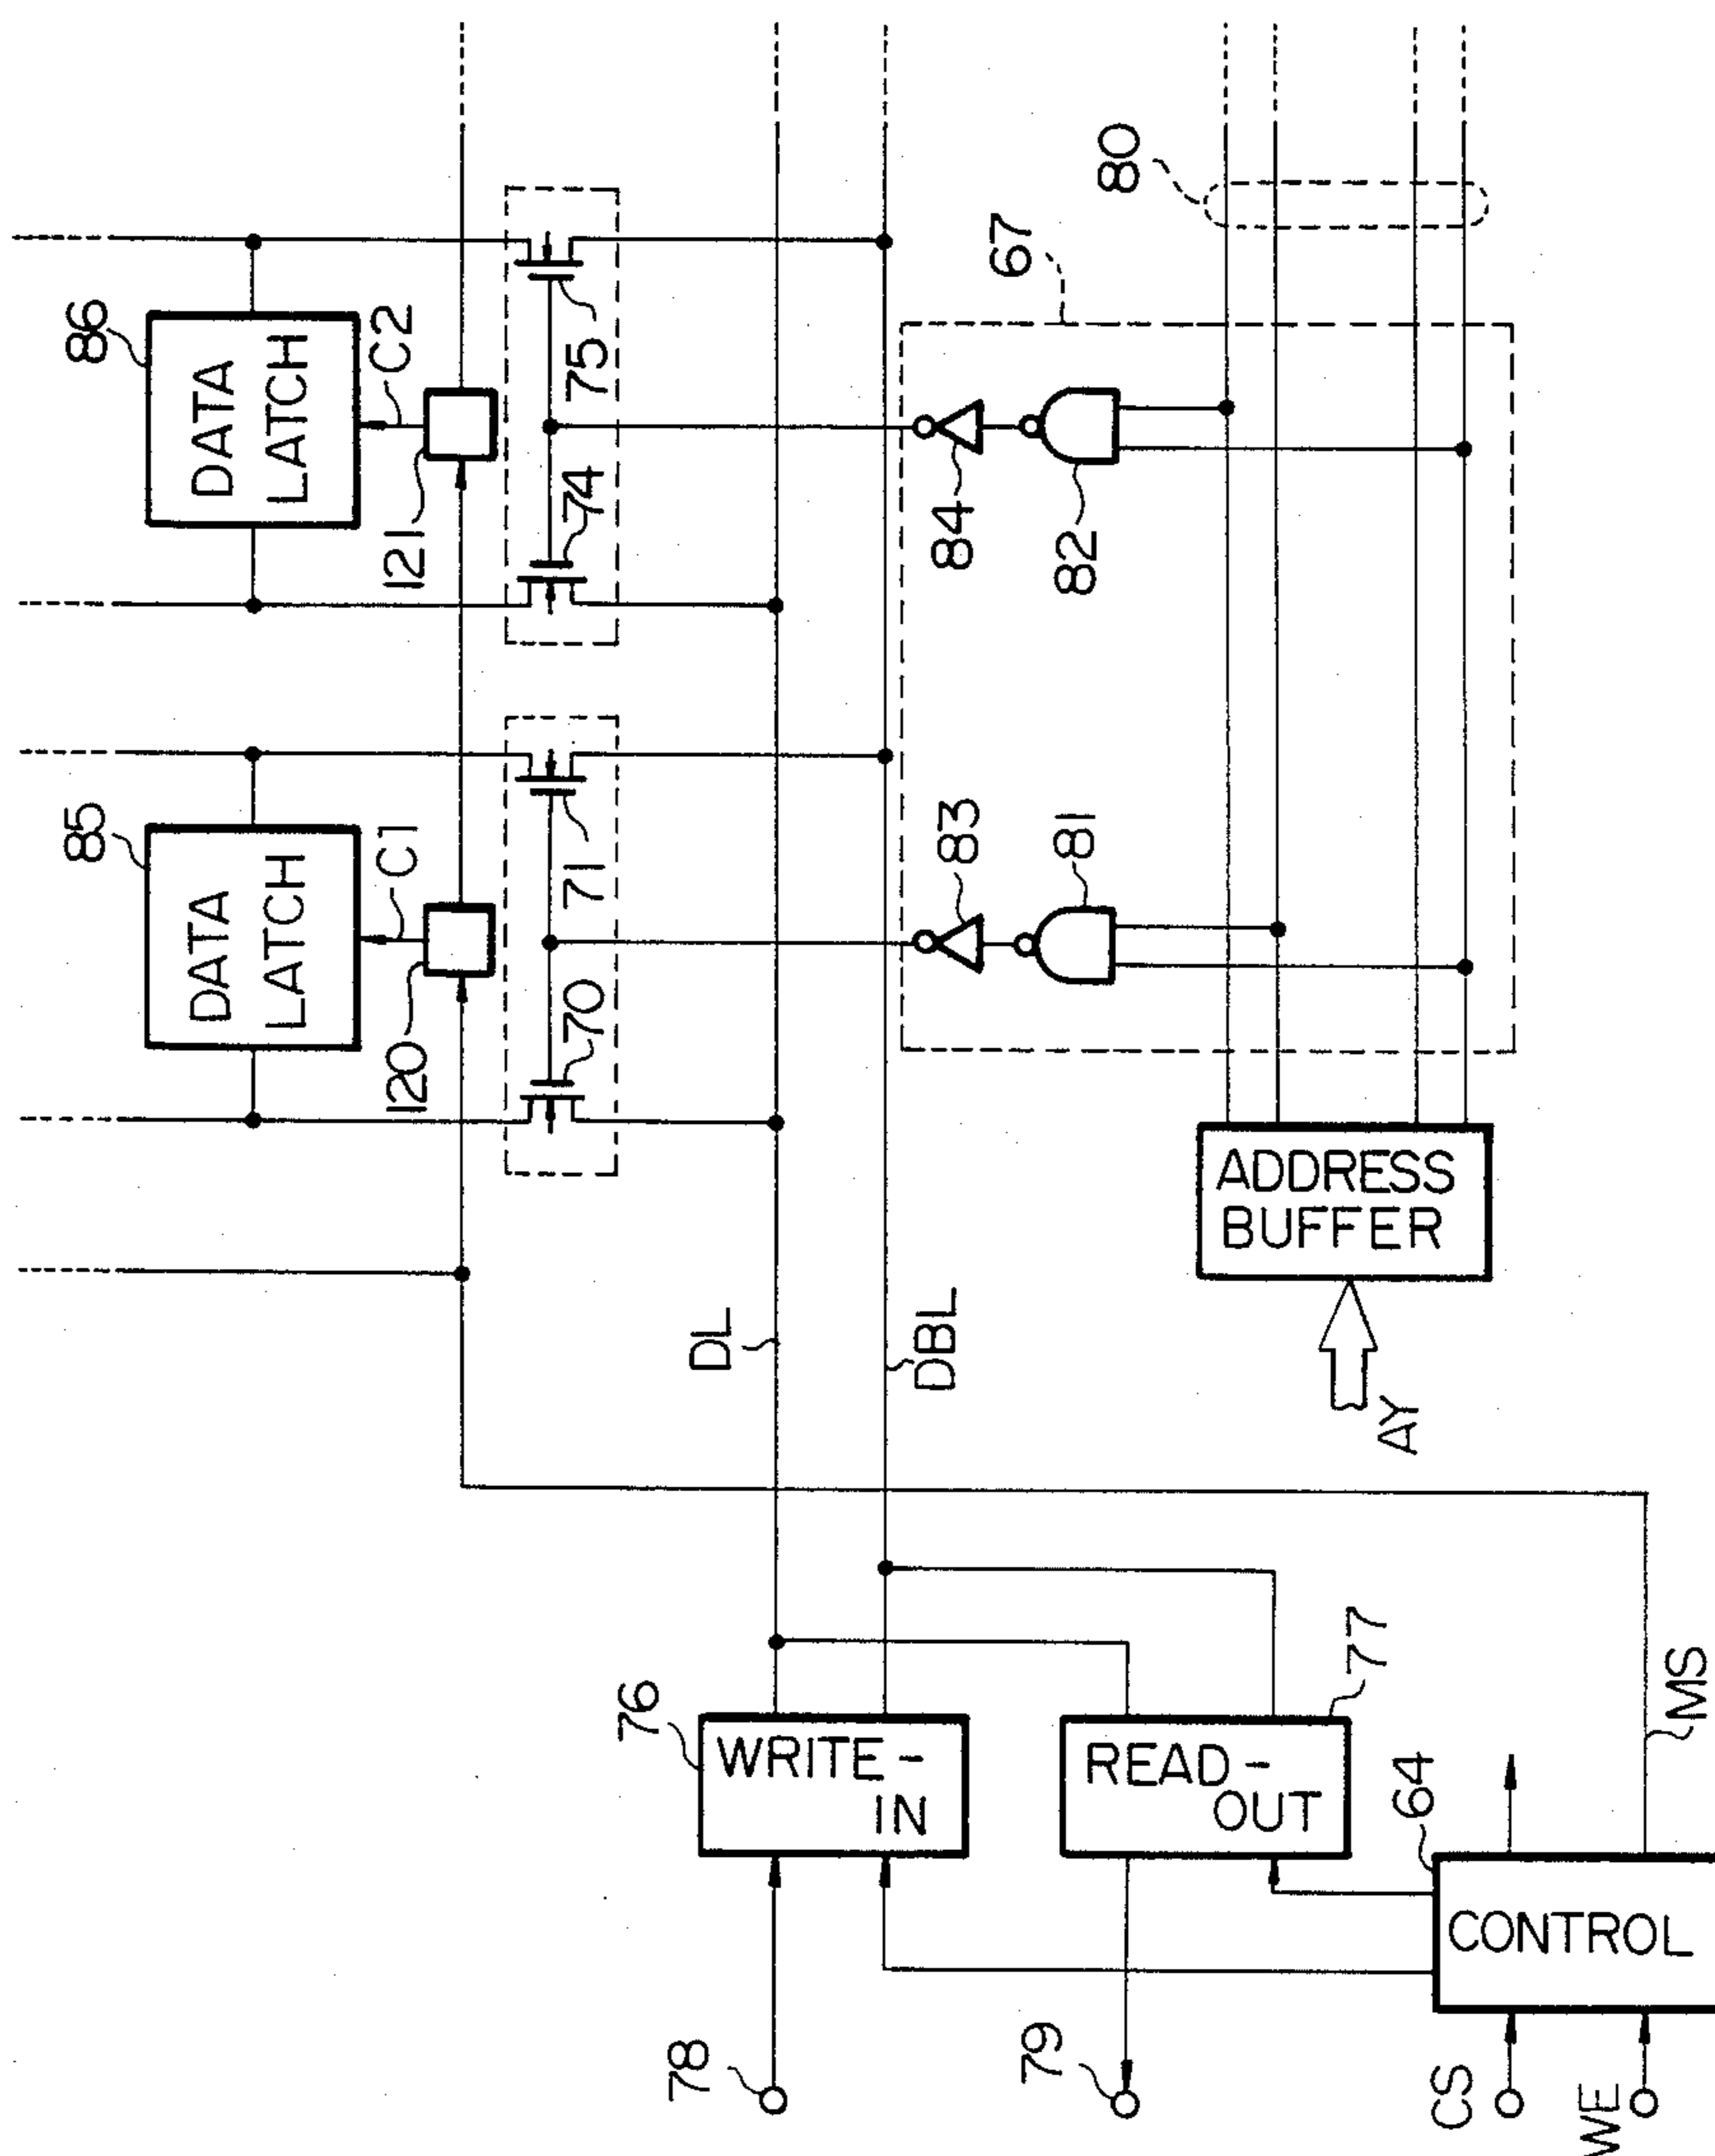 80
67
86
DATA
LATCH
C2
121
75
74
84
82
85
DATA
LATCH
C1
120
71
70
83
81
ADDRESS
BUFFER
AY
DL
DBL
76
WRITE-
IN
77
READ-
OUT
64
CONTROL
MS
78
79
CS
WE